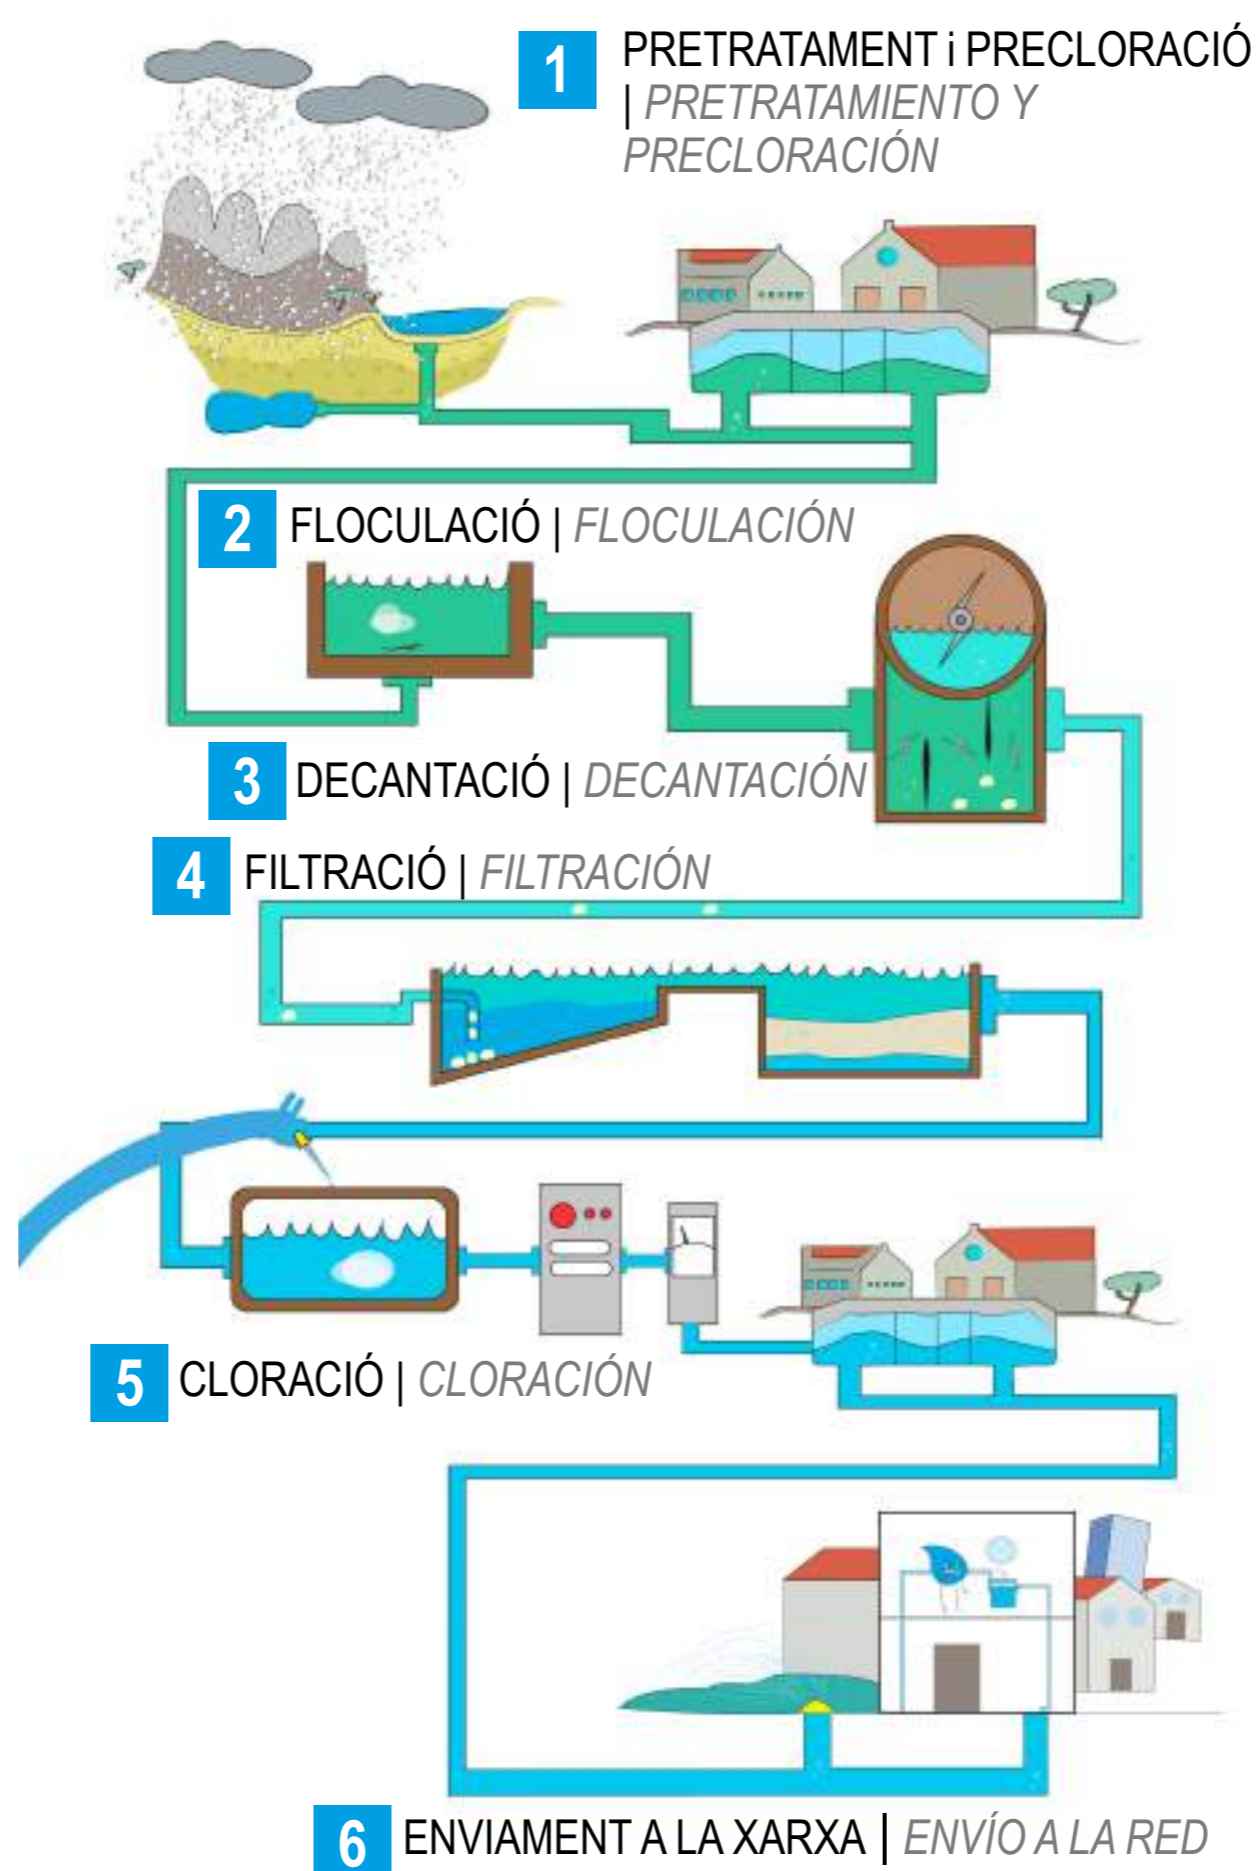 1 PRETRATAMENT i PRECLORACIÓ
| PRETRATAMIENTO Y
PRECLORACIÓN
2 FLOCULACIÓ | FLOCULACIÓN
3 DECANTACIÓ | DECANTACIÓN
4 FILTRACIÓ | FILTRACIÓN
5 CLORACIÓ | CLORACIÓN
6 ENVIAMENT A LA XARXA | ENVÍO A LA RED